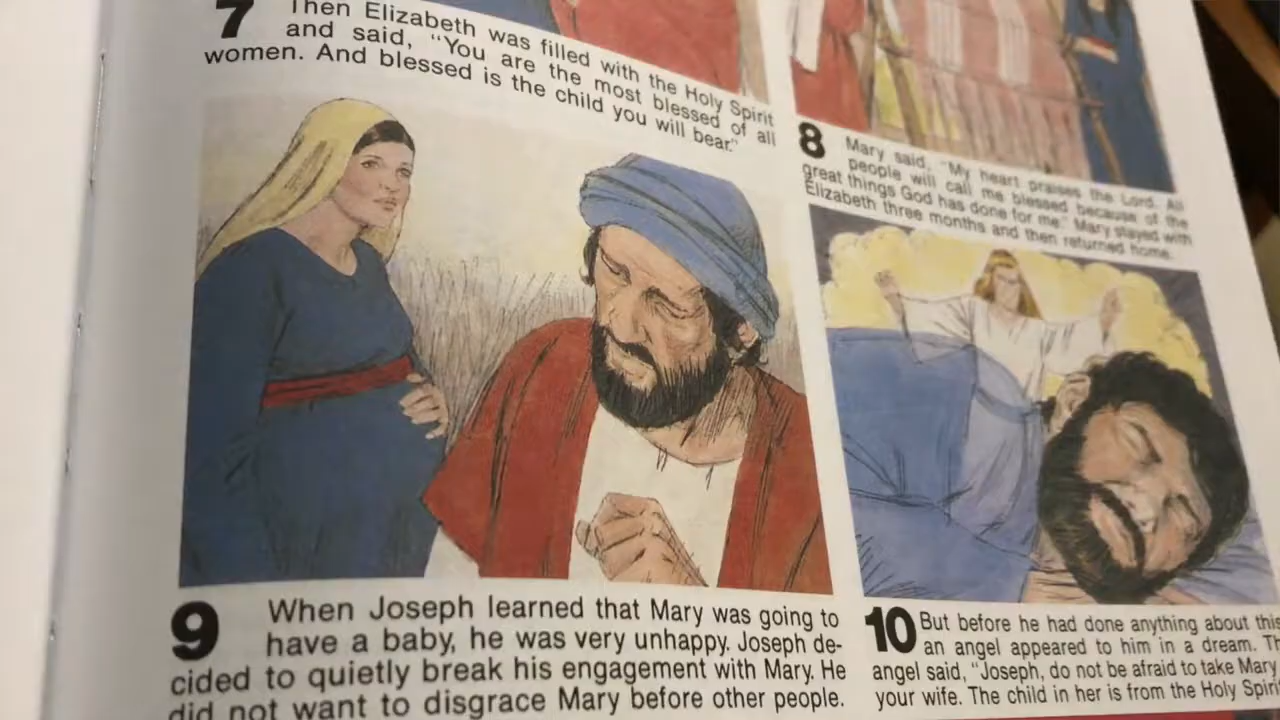 7 Then Elizabeth was filled with the Holy Spirit
and said, “You are the most blessed of all
women. And blessed is the child you will bear.”
8 Mary said, “My heart praises the Lord. All
people will call me blessed because of the
great things God has done for me.” Mary stayed with
Elizabeth three months and then returned home.
9 When Joseph learned that Mary was going to
have a baby, he was very unhappy. Joseph de-
cided to quietly break his engagement with Mary. He
did not want to disgrace Mary before other people.
10 But before he had done anything about this
an angel appeared to him in a dream.
angel said, “Joseph, do not be afraid to take Mary
your wife. The child in her is from the Holy